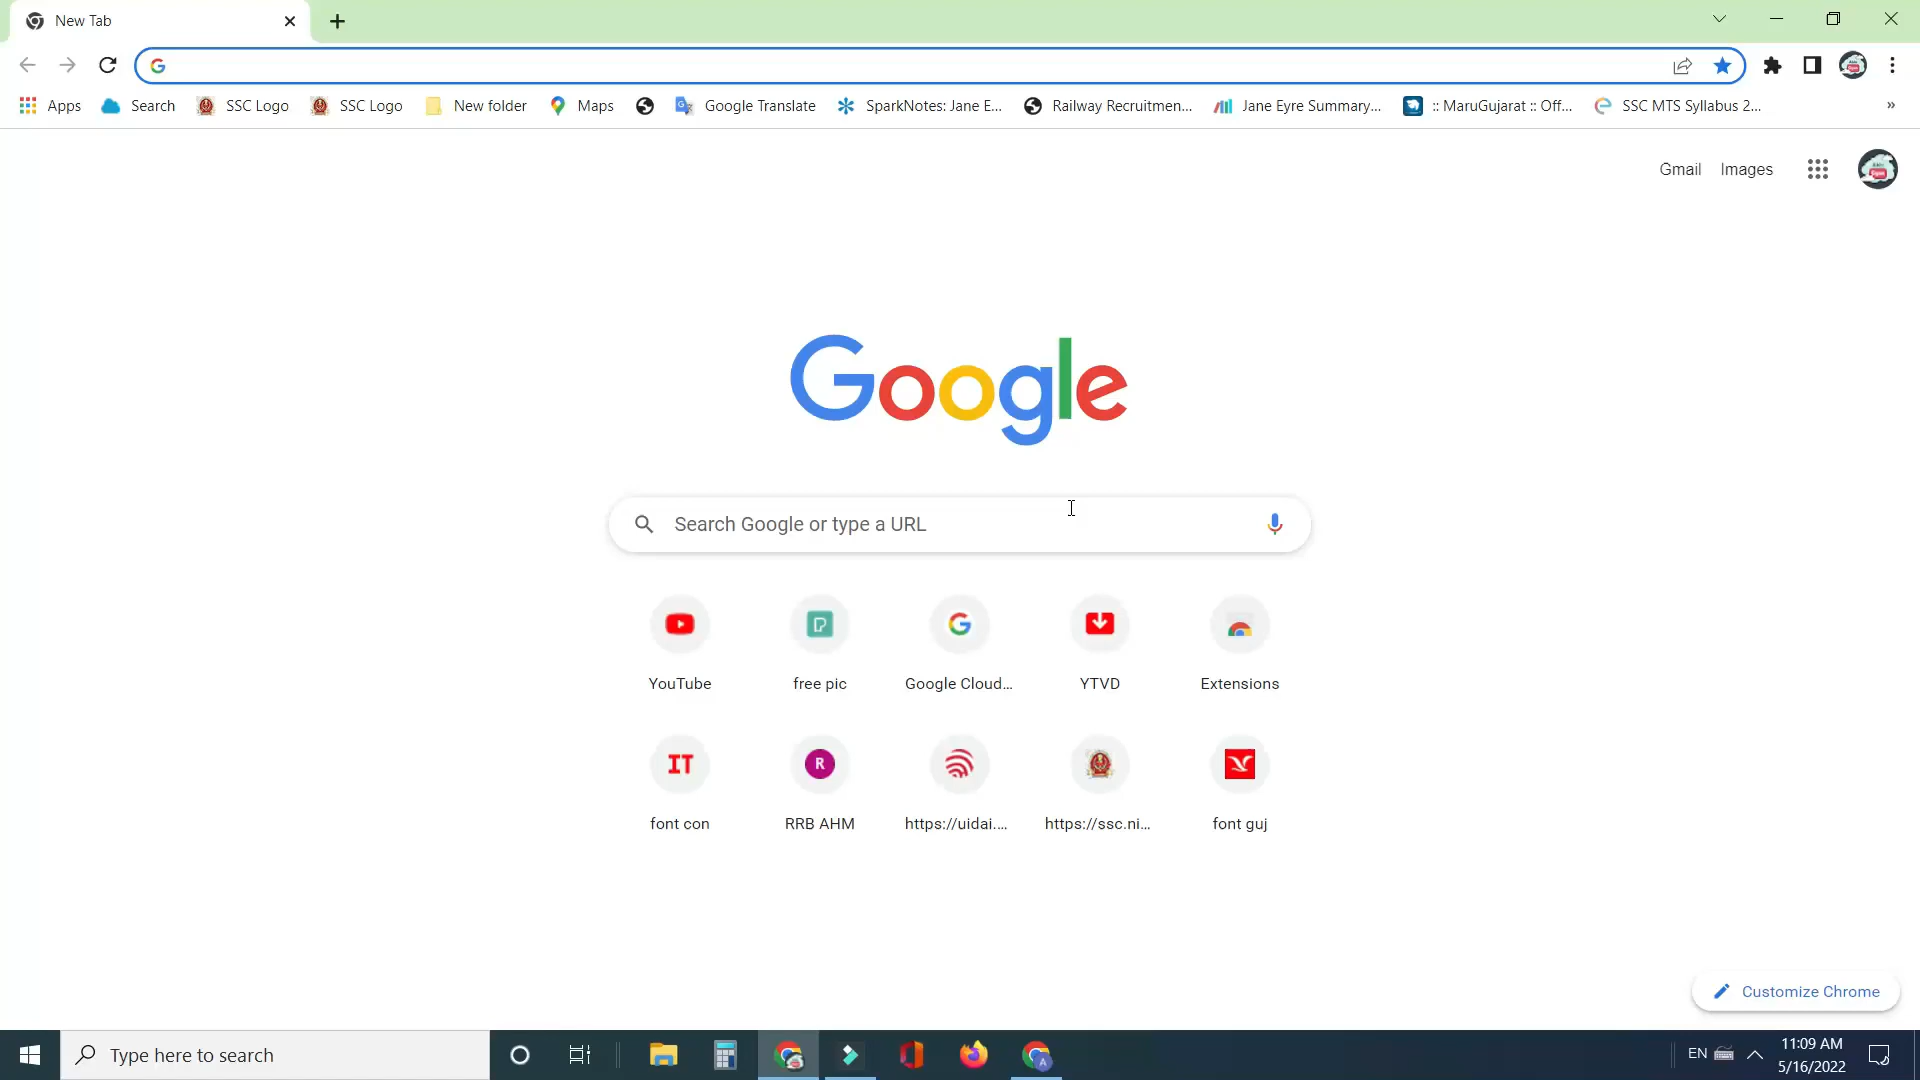 New Tab
Apps Search SSC Logo SSC Logo New folder Maps Google Translate SparkNotes: Jane E... Railway Recruitmen... Jane Eyre Summary... :: MaruGujarat :: Off... SSC MTS Syllabus 2... »
Gmail Images
Google
Search Google or type a URL
YouTube free pic Google Cloud... YTVD Extensions
IT R
font con RRB AHM https://uidai.... https://ssc.ni... font guj
Customize Chrome
Type here to search
EN 11:09 AM
5/16/2022